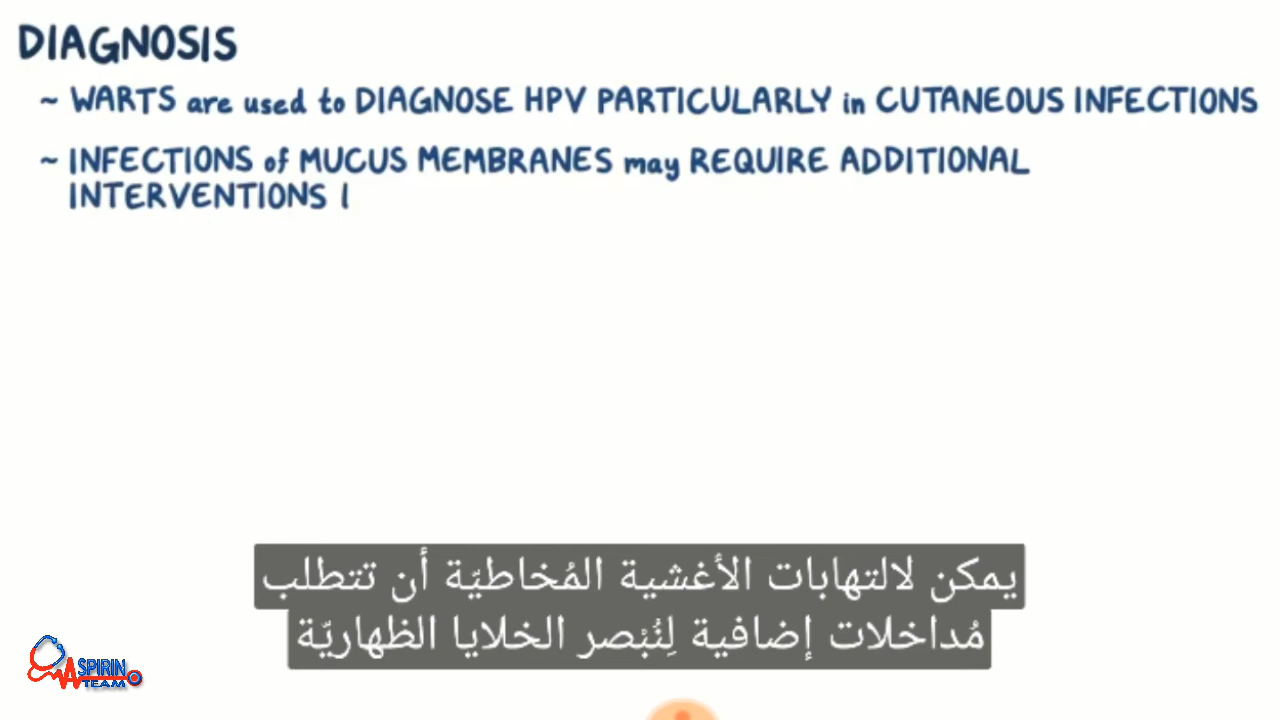 DIAGNOSIS
~ WARTS are used to DIAGNOSE HPV PARTICULARLY in CUTANEOUS INFECTIONS
~ INFECTIONS of MUCUS MEMBRANES may REQUIRE ADDITIONAL
INTERVENTIONS (
يمكن لالتهابات الأغشية المُخاطيّة أن تتطلب
مُداخلات إضافية لِنُبْصر الخلايا الظهاريّة
ASPIRIN
TEAM